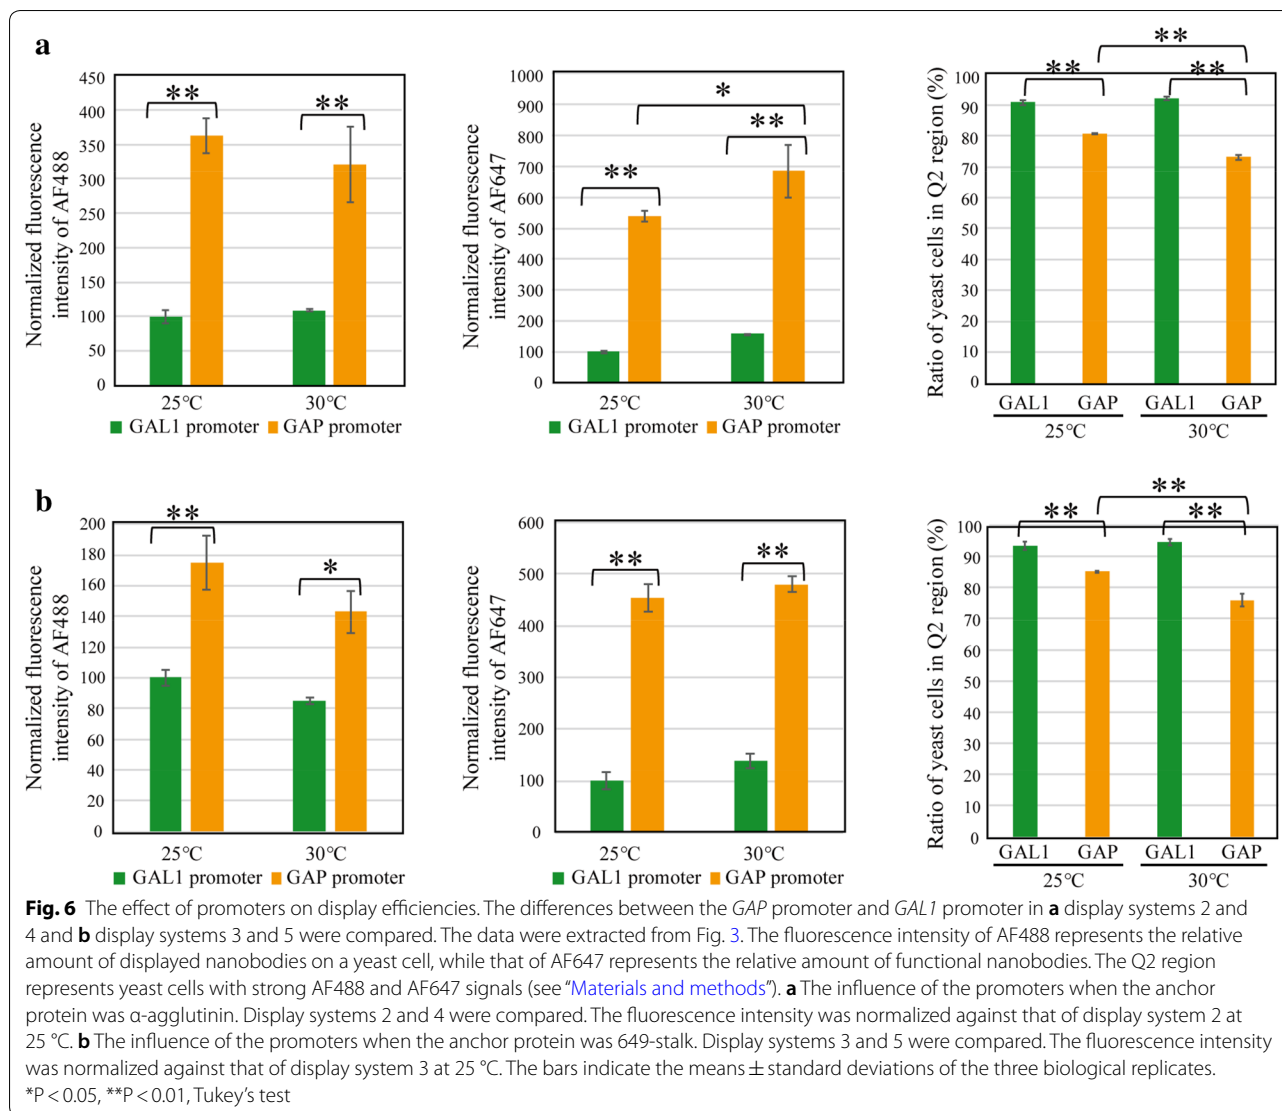 a
Normalized fluorescence
intensity of AF488
450
400
350
300
250
200
150
100
50
0
**
**
25°C
30°C
GAL1 promoter
GAP promoter
Normalized fluorescence
intensity of AF647
1000
900
800
700
600
500
400
300
200
100
0
**
*
**
25°C
30°C
GAL1 promoter
GAP promoter
Ratio of yeast cells in Q2 region (%)
100
90
80
70
60
50
40
30
20
10
0
**
**
**
GAL1 GAP GAL1 GAP
25°C 30°C
b
Normalized fluorescence
intensity of AF488
200
180
160
140
120
100
80
60
40
20
0
**
*
25°C
30°C
GAL1 promoter
GAP promoter
Normalized fluorescence
intensity of AF647
600
500
400
300
200
100
0
**
**
25°C
30°C
GAL1 promoter
GAP promoter
Ratio of yeast cells in Q2 region (%)
100
90
80
70
60
50
40
30
20
10
0
**
**
**
GAL1 GAP GAL1 GAP
25°C 30°C
Fig. 6 The effect of promoters on display efficiencies. The differences between the GAP promoter and GAL1 promoter in a display systems 2 and
4 and b display systems 3 and 5 were compared. The data were extracted from Fig. 3. The fluorescence intensity of AF488 represents the relative
amount of displayed nanobodies on a yeast cell, while that of AF647 represents the relative amount of functional nanobodies. The Q2 region
represents yeast cells with strong AF488 and AF647 signals (see “Materials and methods”). a The influence of the promoters when the anchor
protein was α-agglutinin. Display systems 2 and 4 were compared. The fluorescence intensity was normalized against that of display system 2 at
25 °C. b The influence of the promoters when the anchor protein was 649-stalk. Display systems 3 and 5 were compared. The fluorescence intensity
was normalized against that of display system 3 at 25 °C. The bars indicate the means ± standard deviations of the three biological replicates.
*P < 0.05, **P < 0.01, Tukey’s test